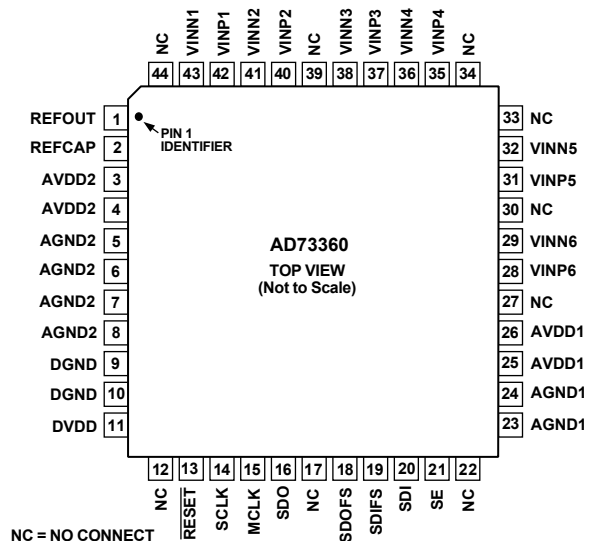 NC
VINN1
VINP1
VINN2
VINP2
NC
VINN3
VINP3
VINN4
VINP4
NC
44 43 42 41 40 39 38 37 36 35 34
REFOUT 1
REFCAP 2
AVDD2 3
AVDD2 4
AGND2 5
AGND2 6
AGND2 7
AGND2 8
DGND 9
DGND 10
DVDD 11
PIN 1
IDENTIFIER
AD73360
TOP VIEW
(Not to Scale)
33 NC
32 VINN5
31 VINP5
30 NC
29 VINN6
28 VINP6
27 NC
26 AVDD1
25 AVDD1
24 AGND1
23 AGND1
12 13 14 15 16 17 18 19 20 21 22
NC
RESET
SCLK
MCLK
SDO
NC
SDOFS
SDIFS
SDI
SE
NC
NC = NO CONNECT